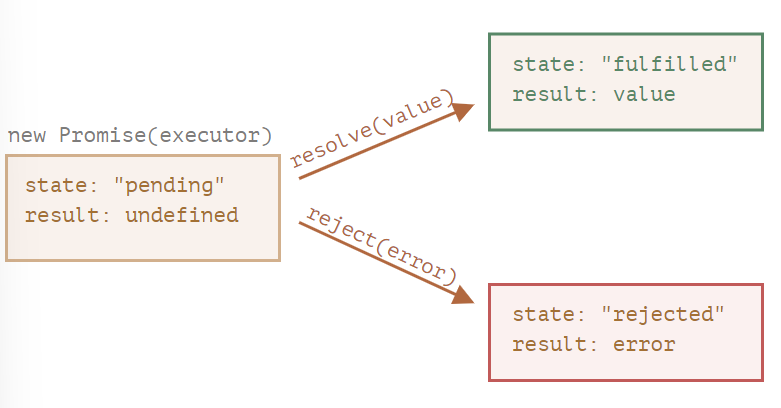 new Promise(executor)
state: "pending"
result: undefined
resolve(value)
reject(error)
state: "fulfilled"
result: value
state: "rejected"
result: error